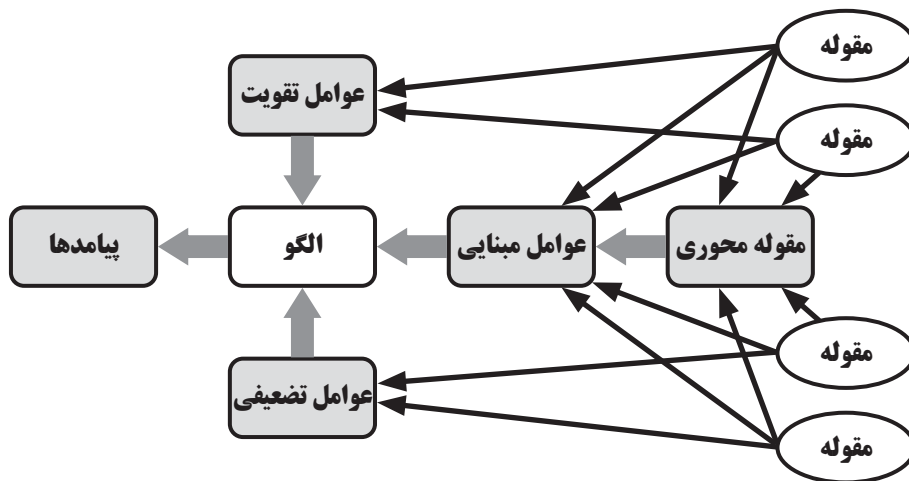 مقوله
عوامل تقویت
مقوله
مقوله محوری
عوامل مبنایی
الگو
پیامدها
مقوله
عوامل تضعیفی
مقوله